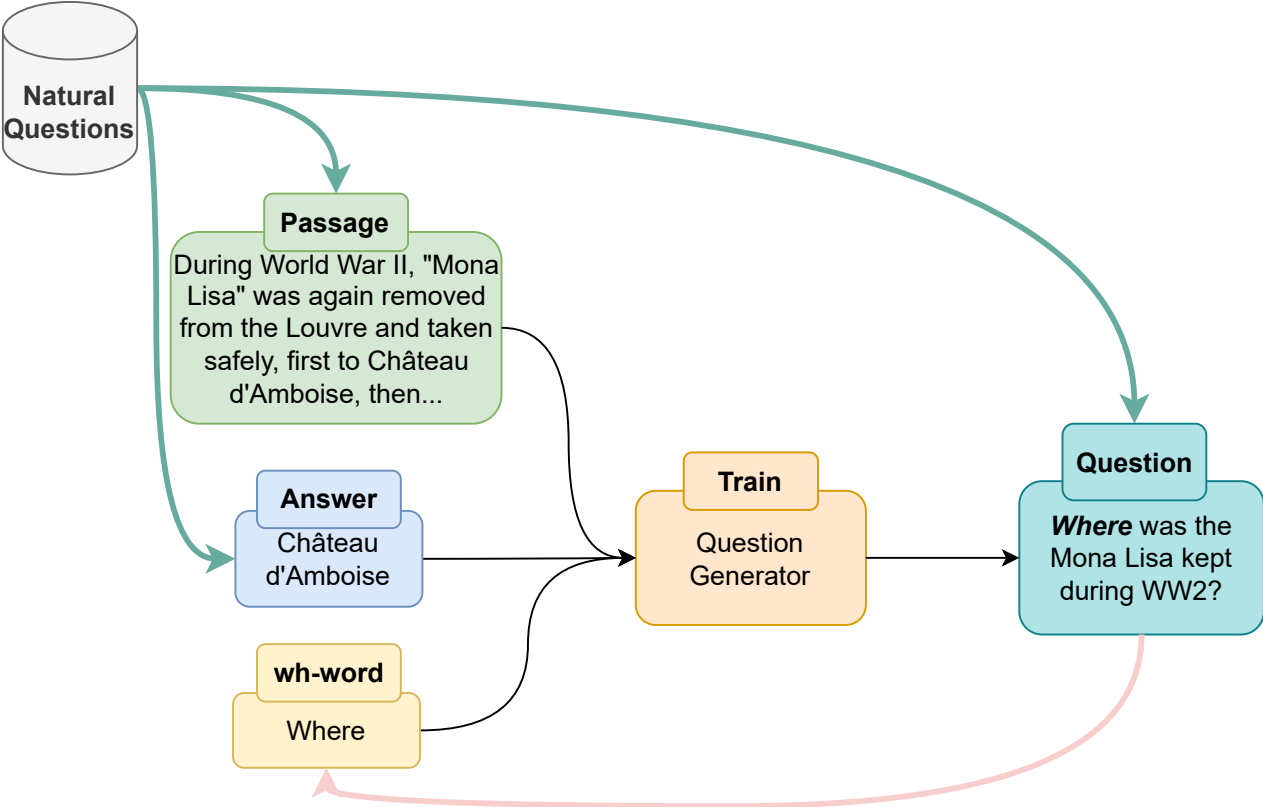 Natural
Questions
Passage
During World War II, "Mona
Lisa" was again removed
from the Louvre and taken
safely, first to Château
d'Amboise, then...
Answer
Château
d'Amboise
wh-word
Where
Train
Question
Generator
Question
Where was the
Mona Lisa kept
during WW2?